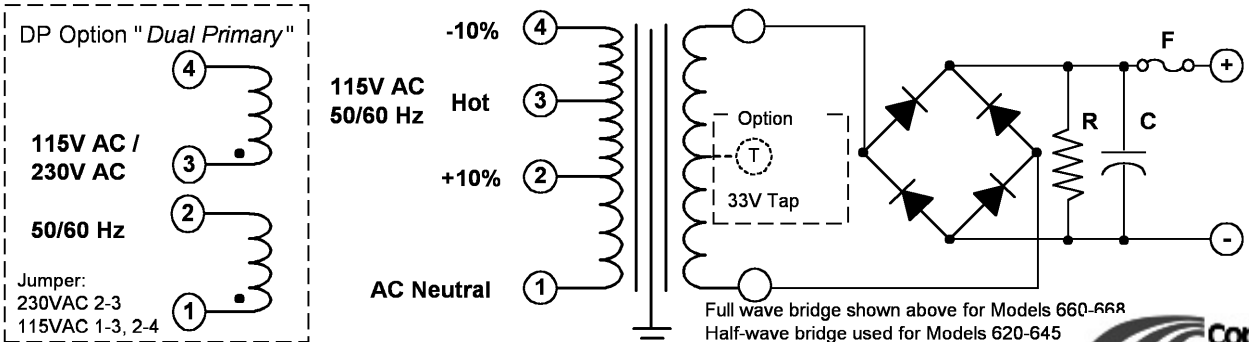 DP Option "Dual Primary"
4
3
115V AC /
230V AC
2
50/60 Hz
Jumper:
230VAC 2-3
115VAC 1-3, 2-4
1
-10%
4
115V AC
50/60 Hz
Hot
3
+10%
2
AC Neutral
1
Option
T
33V Tap
F
+
R
C
-
Full wave bridge shown above for Models 660-668
Half-wave bridge used for Models 620-645